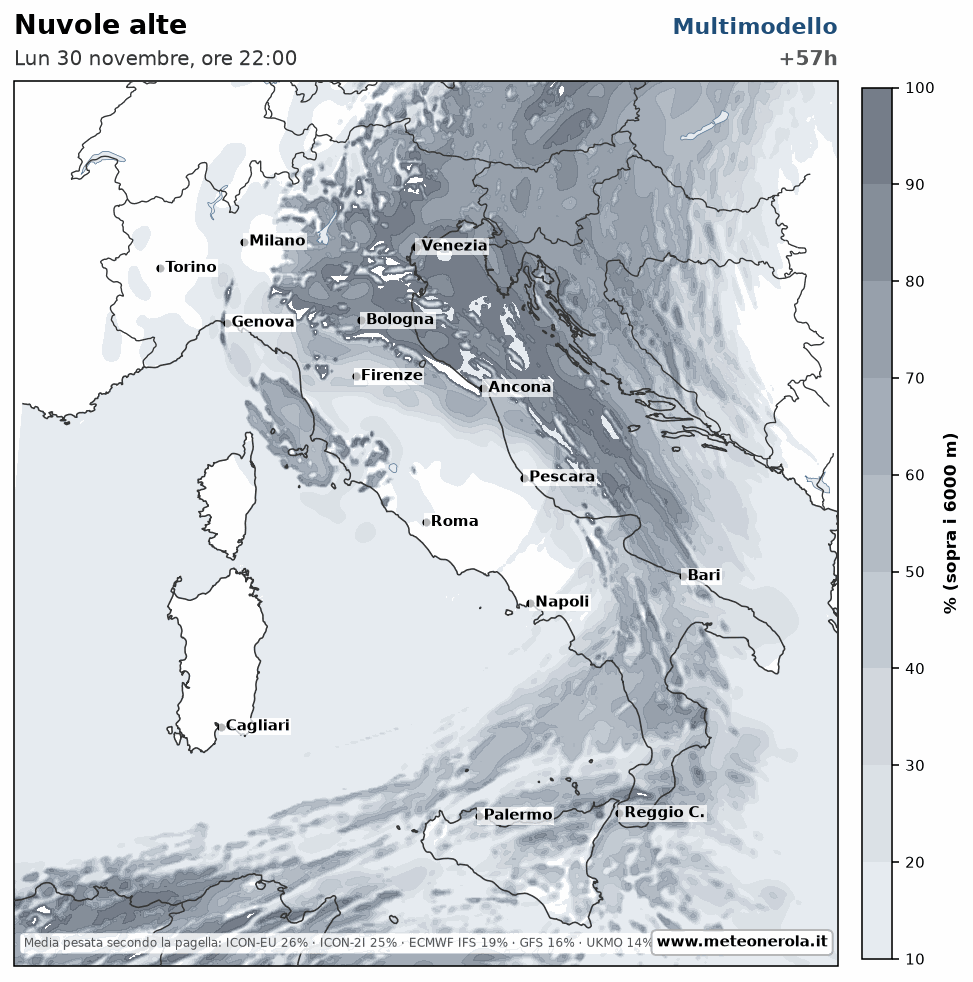 Nuvole alte
Multimodello
Lun 30 novembre, ore 22:00
+57h
Milano
Venezia
Torino
Genova
Bologna
Firenze
Ancona
Pescara
Roma
Bari
Napoli
Cagliari
Palermo
Reggio C.
100
90
80
70
60
50
40
30
20
10
% (sopra i 6000 m)
Media pesata secondo la pagella: ICON-EU 26% · ICON-2I 25% · ECMWF IFS 19% · GFS 16% · UKMO 14%
www.meteonerola.it